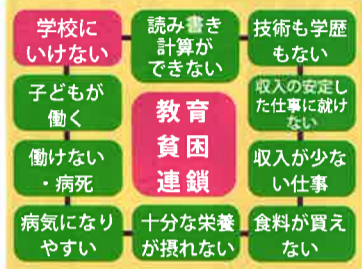 学校に
いけない
読み書き
計算が
できない
技術も学歴
もない
収入の安定し
た仕事に就け
ない
収入が少な
い仕事
食料が買え
ない
十分な栄養
が摂れない
病気になり
やすい
働けない
・病死
子どもが
働く
教育
貧困
連鎖